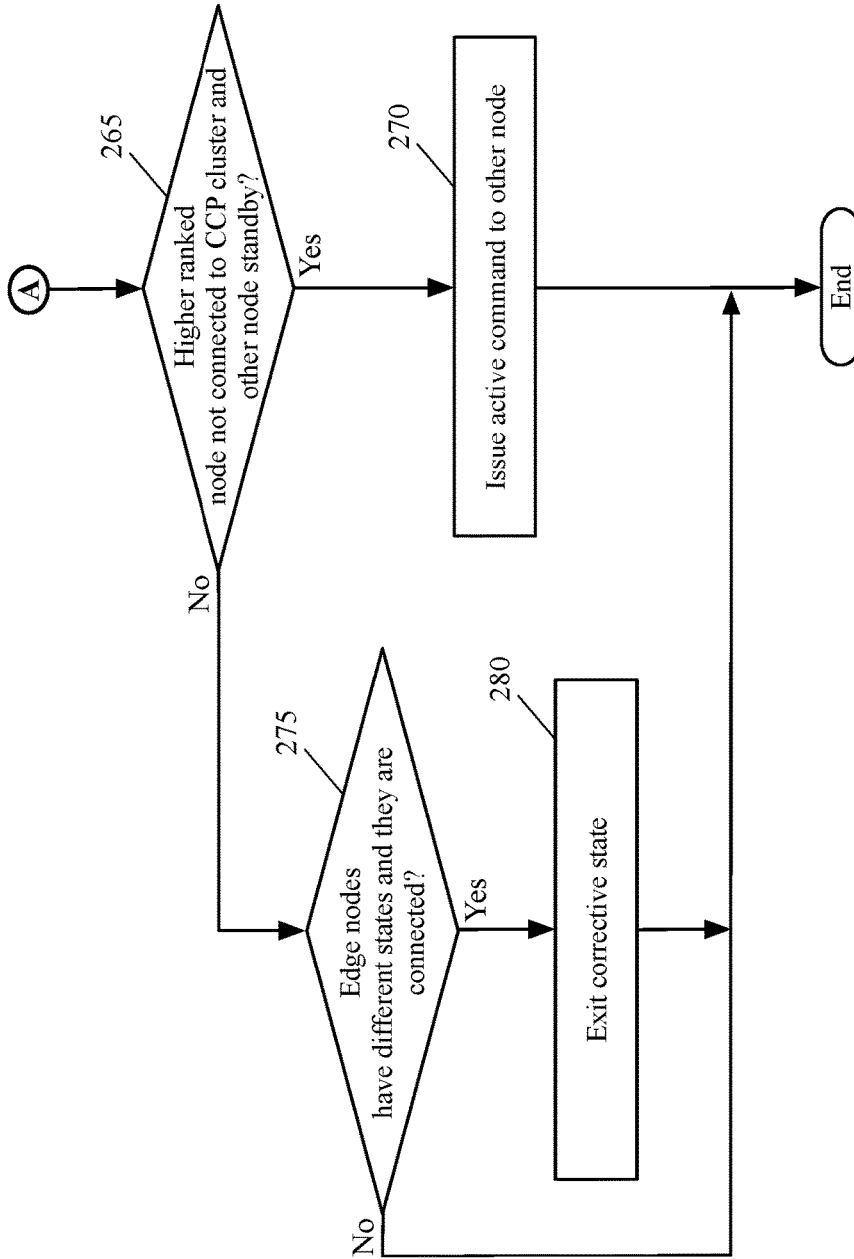 A
265
Higher ranked
node not connected to CCP cluster and
other node standby?
Yes
No
270
Issue active command to other node
275
Edge nodes
have different states and they are
connected?
Yes
No
280
Exit corrective state
End